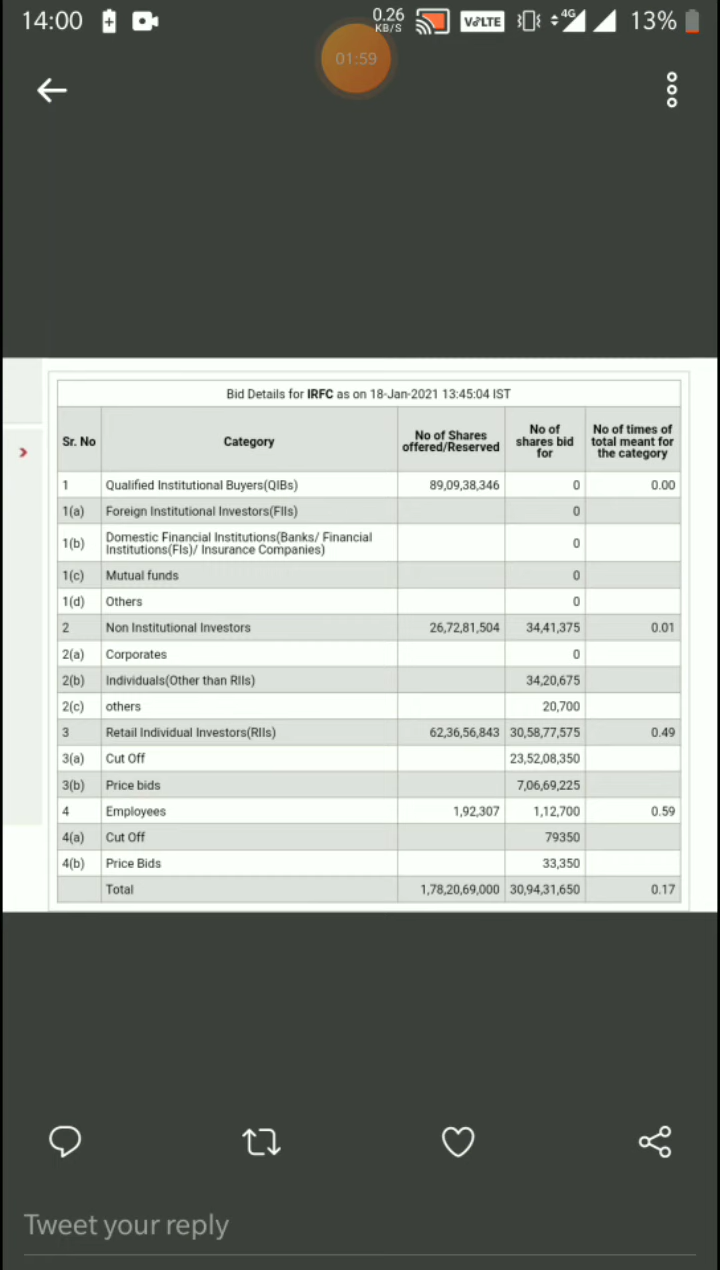 14:00 0.26 KB/S VoLTE 4G 13%
01:59
Bid Details for IRFC as on 18-Jan-2021 13:45:04 IST
Sr. No Category No of Shares offered/Reserved No of shares bid for No of times of total meant for the category
1 Qualified Institutional Buyers(QIBs) 89,09,38,346 0 0.00
1(a) Foreign Institutional Investors(FIIs) 0
1(b) Domestic Financial Institutions(Banks/ Financial Institutions(FIs)/ Insurance Companies) 0
1(c) Mutual funds 0
1(d) Others 0
2 Non Institutional Investors 26,72,81,504 34,41,375 0.01
2(a) Corporates 0
2(b) Individuals(Other than RIIs) 34,20,675
2(c) others 20,700
3 Retail Individual Investors(RIIs) 62,36,56,843 30,58,77,575 0.49
3(a) Cut Off 23,52,08,350
3(b) Price bids 7,06,69,225
4 Employees 1,92,307 1,12,700 0.59
4(a) Cut Off 79350
4(b) Price Bids 33,350
Total 1,78,20,69,000 30,94,31,650 0.17
Tweet your reply